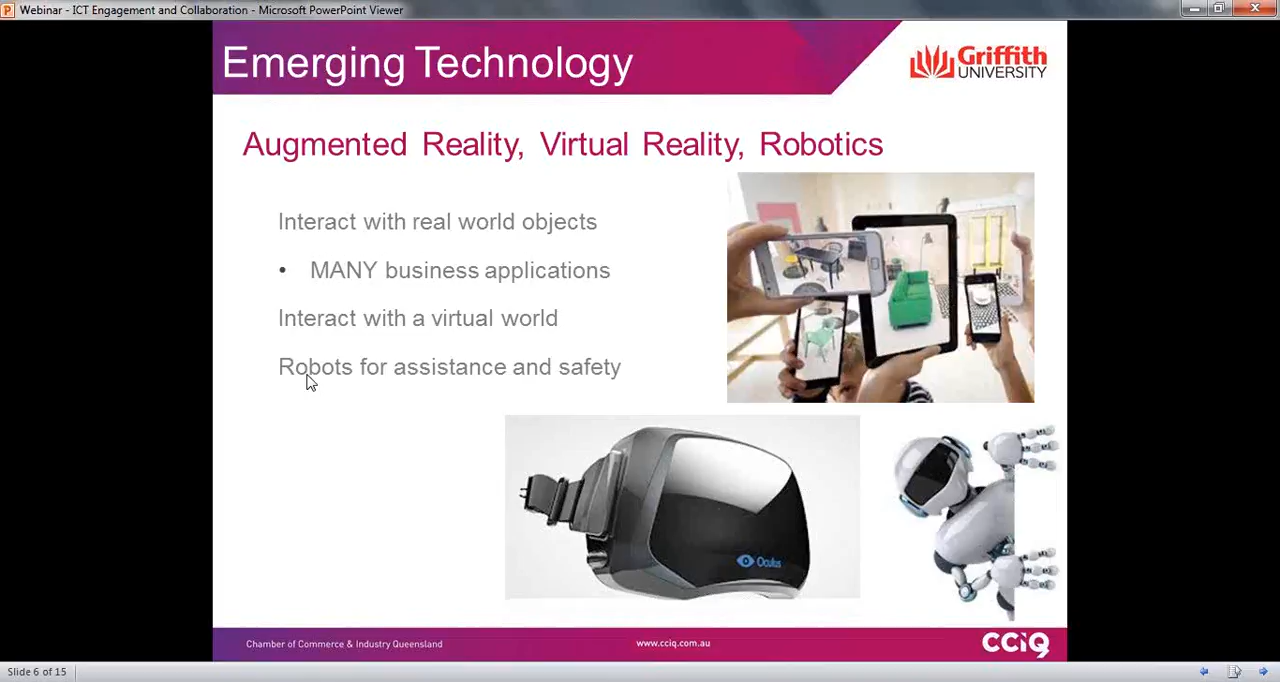 Webinar - ICT Engagement and Collaboration - Microsoft PowerPoint Viewer
Emerging Technology
Griffith
UNIVERSITY
Augmented Reality, Virtual Reality, Robotics
Interact with real world objects
• MANY business applications
Interact with a virtual world
Robots for assistance and safety
Oculus
Chamber of Commerce & Industry Queensland
www.cciq.com.au
CCIQ
Slide 6 of 15